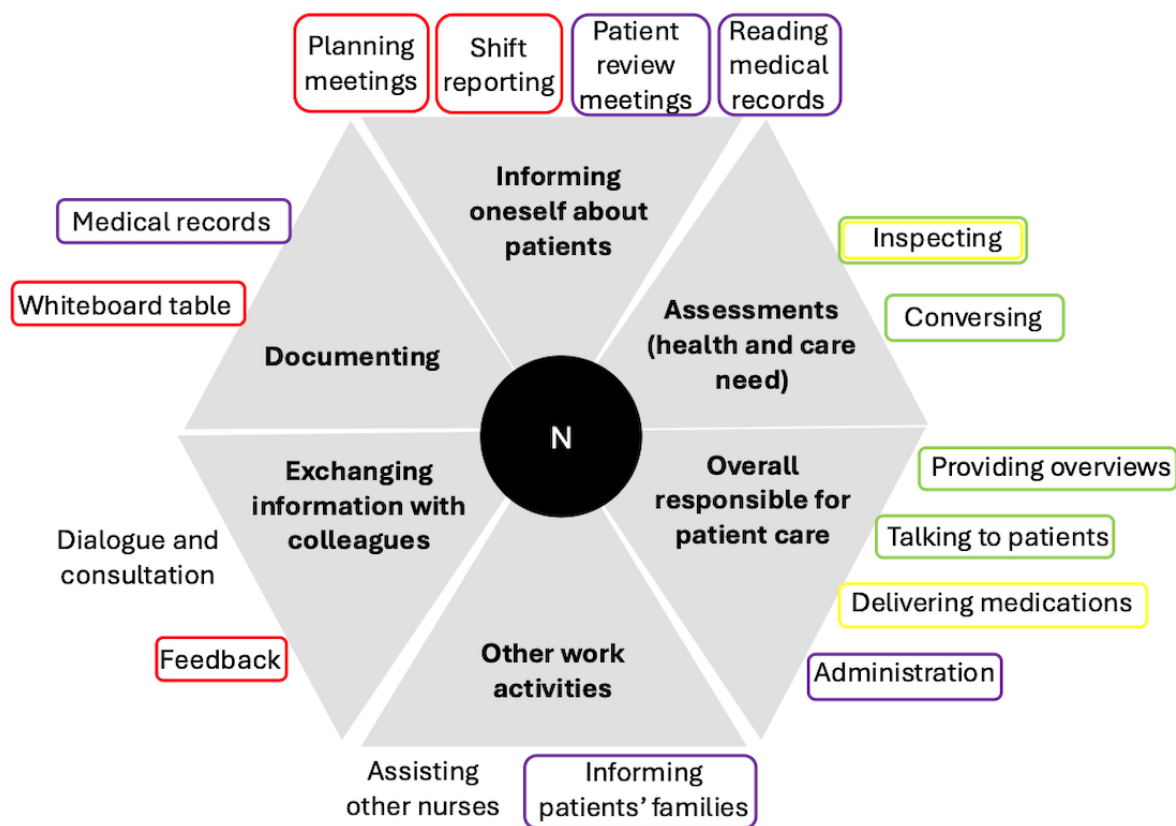 Planning
meetings
Shift
reporting
Patient
review
meetings
Reading
medical
records
Informing
oneself about
patients
Medical records
Whiteboard table
Documenting
Inspecting
Conversing
Assessments
(health and care
need)
N
Exchanging
information with
colleagues
Overall
responsible for
patient care
Providing overviews
Talking to patients
Delivering medications
Administration
Dialogue and
consultation
Feedback
Other work
activities
Assisting
other nurses
Informing
patients’ families